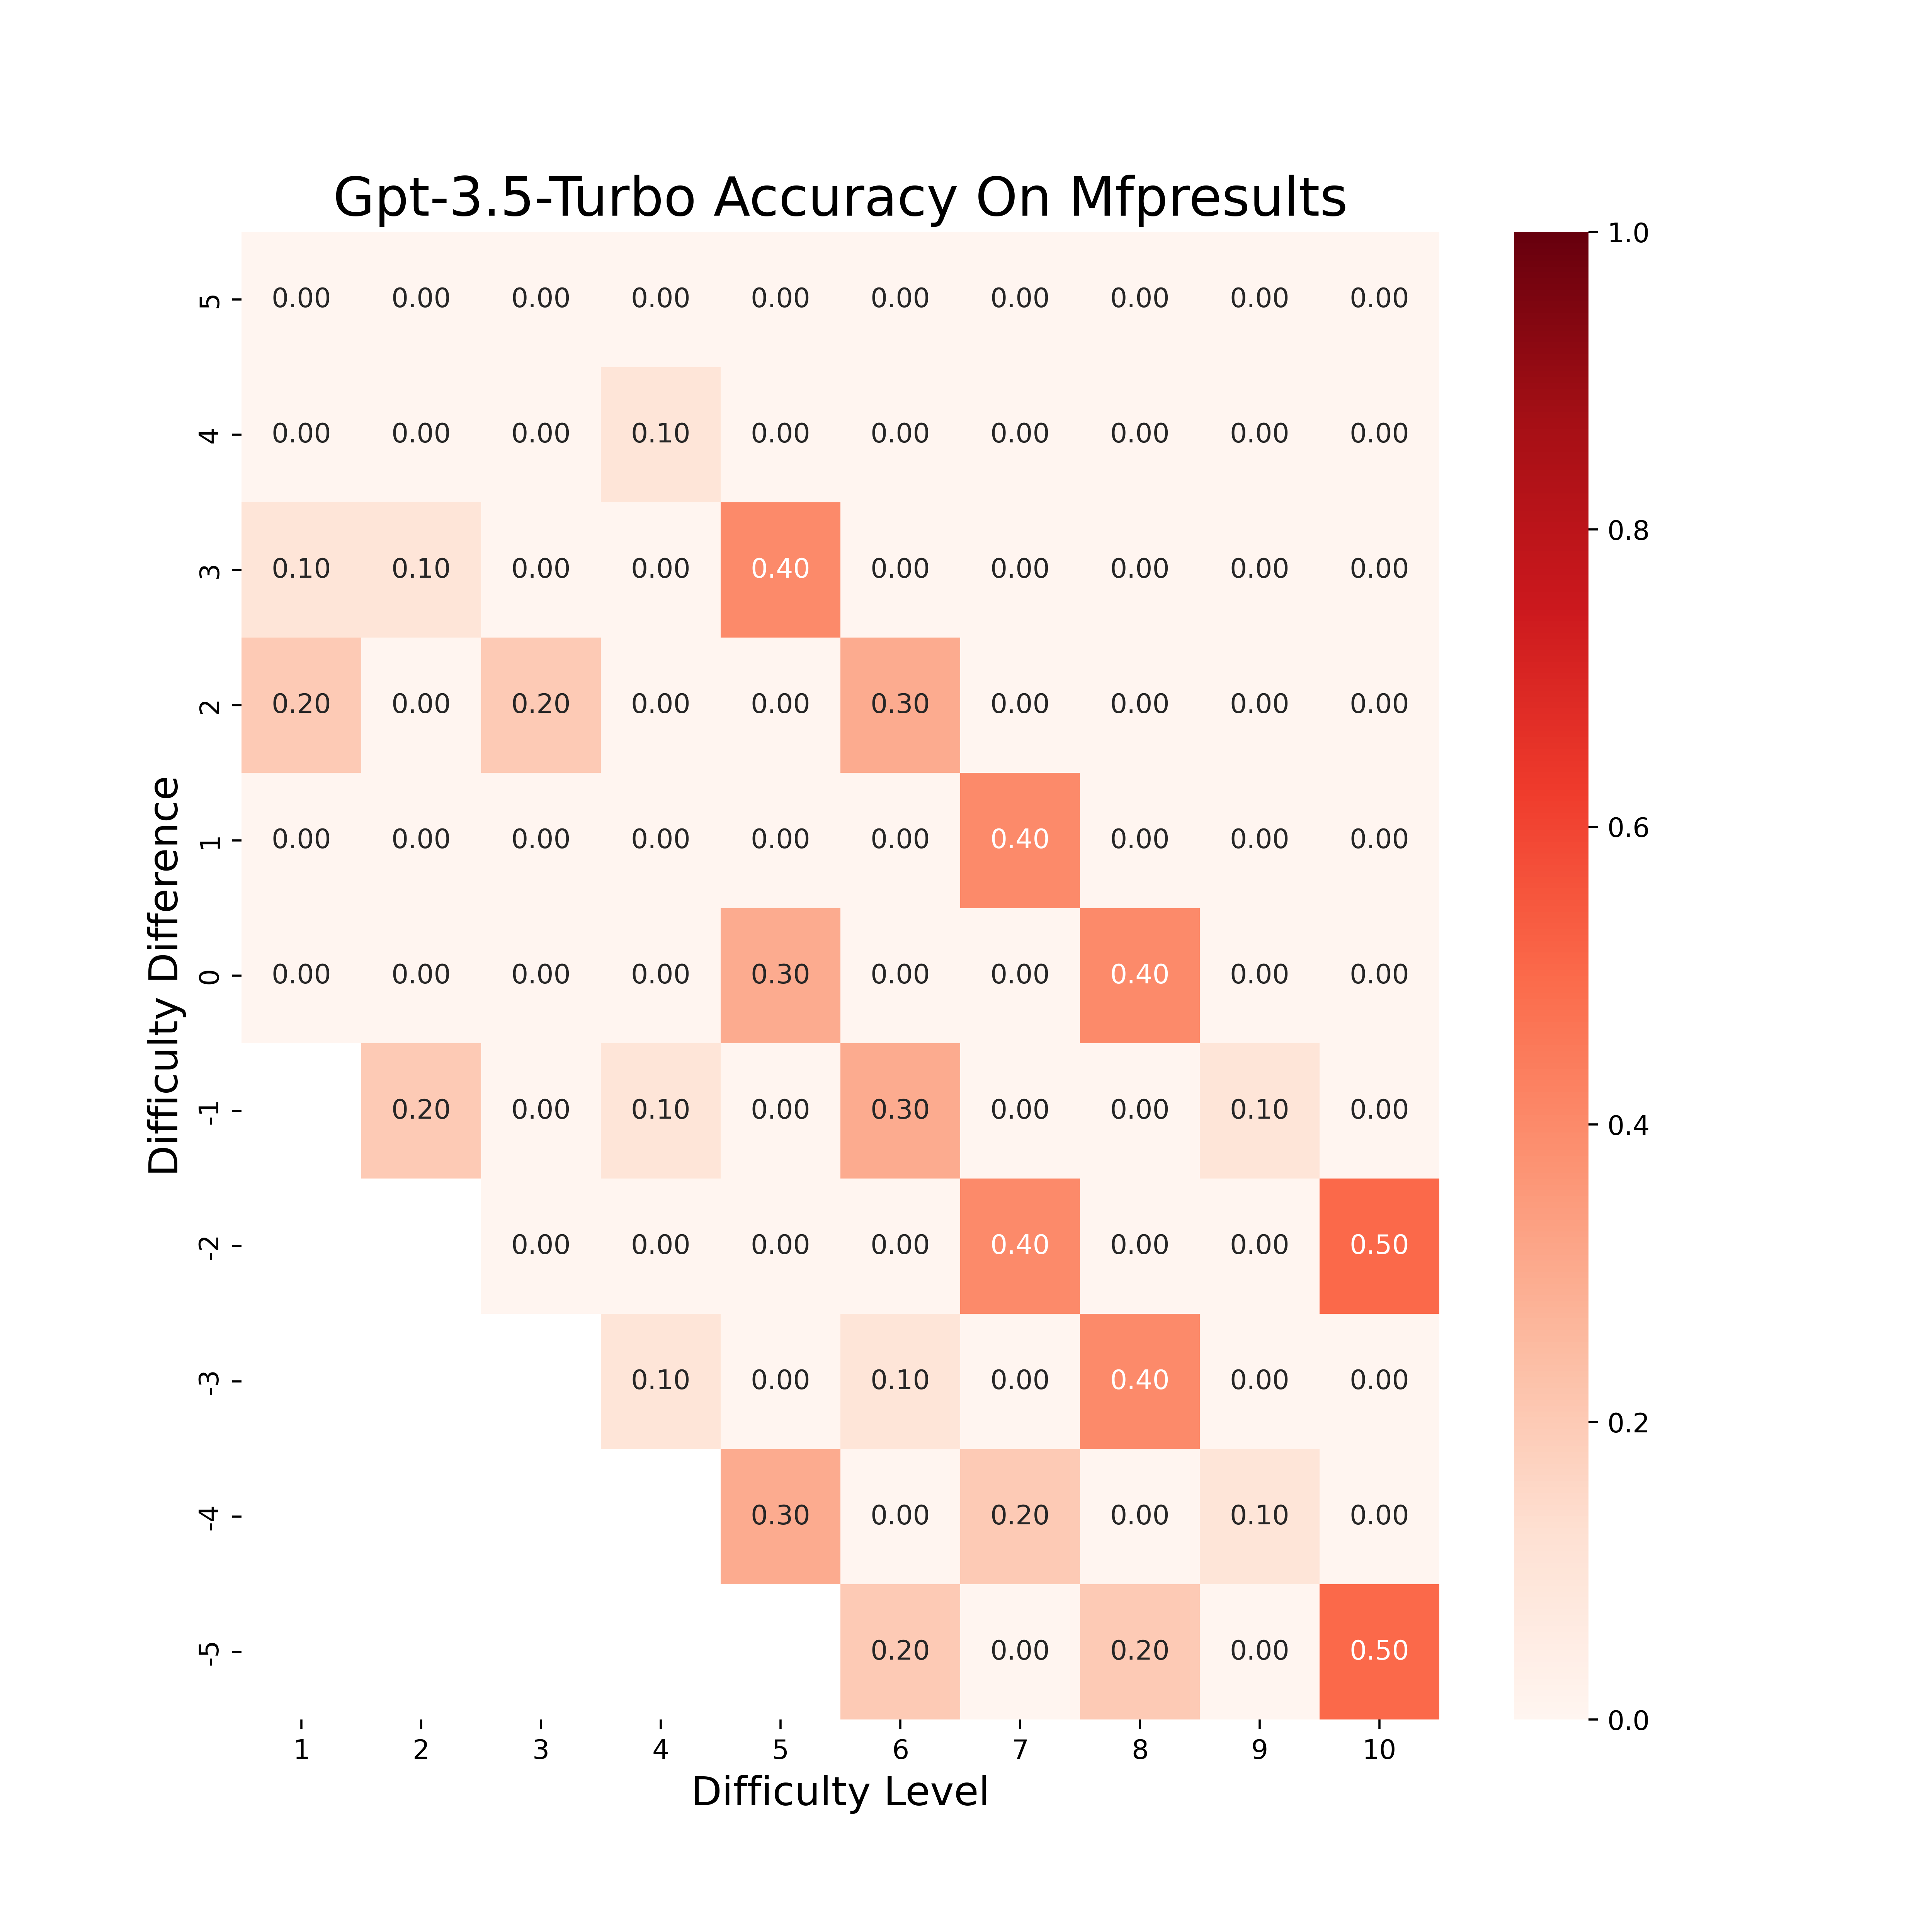 Gpt-3.5-Turbo Accuracy On Mfpresults
Difficulty Difference
5 0.00 0.00 0.00 0.00 0.00 0.00 0.00 0.00 0.00 0.00
4 0.00 0.00 0.00 0.10 0.00 0.00 0.00 0.00 0.00 0.00
3 0.10 0.10 0.00 0.00 0.40 0.00 0.00 0.00 0.00 0.00
2 0.20 0.00 0.20 0.00 0.00 0.30 0.00 0.00 0.00 0.00
1 0.00 0.00 0.00 0.00 0.00 0.00 0.40 0.00 0.00 0.00
0 0.00 0.00 0.00 0.00 0.30 0.00 0.00 0.40 0.00 0.00
-1 0.20 0.00 0.10 0.00 0.30 0.00 0.00 0.10 0.00
-2 0.00 0.00 0.00 0.00 0.40 0.00 0.00 0.50
-3 0.10 0.00 0.10 0.00 0.40 0.00 0.00
-4 0.30 0.00 0.20 0.00 0.10 0.00
-5 0.20 0.00 0.20 0.00 0.50
1 2 3 4 5 6 7 8 9 10
Difficulty Level
1.0
0.8
0.6
0.4
0.2
0.0